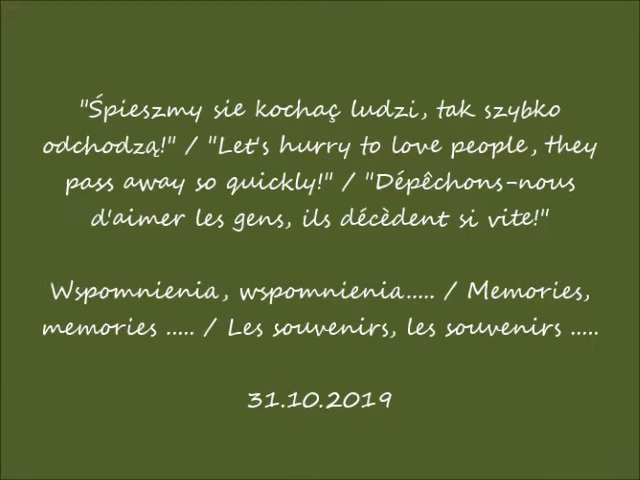 "Śpieszmy sie kochaç ludzi, tak szybko
odchodzą!" / "Let's hurry to love people, they
pass away so quickly!" / "Dépêchons-nous
d'aimer les gens, ils décèdent si vite!"
Wspomnienia, wspomnienia..... / Memories,
memories ..... / Les souvenirs, les souvenirs .....
31.10.2019